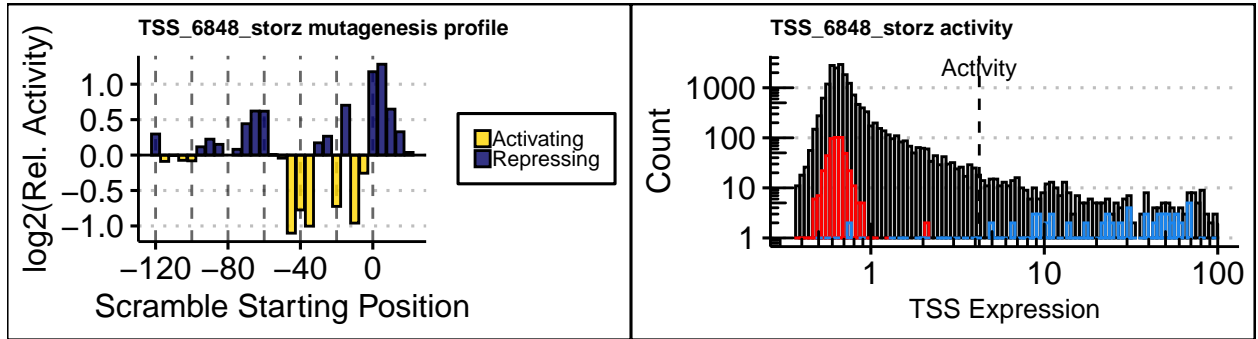 TSS_6848_storz mutagenesis profile
log2(Rel. Activity)
1.0
0.5
0.0
−0.5
−1.0
−120
−80
−40
0
Scramble Starting Position
Activating
Repressing
TSS_6848_storz activity
Activity
Count
1000
100
10
1
1
10
100
TSS Expression